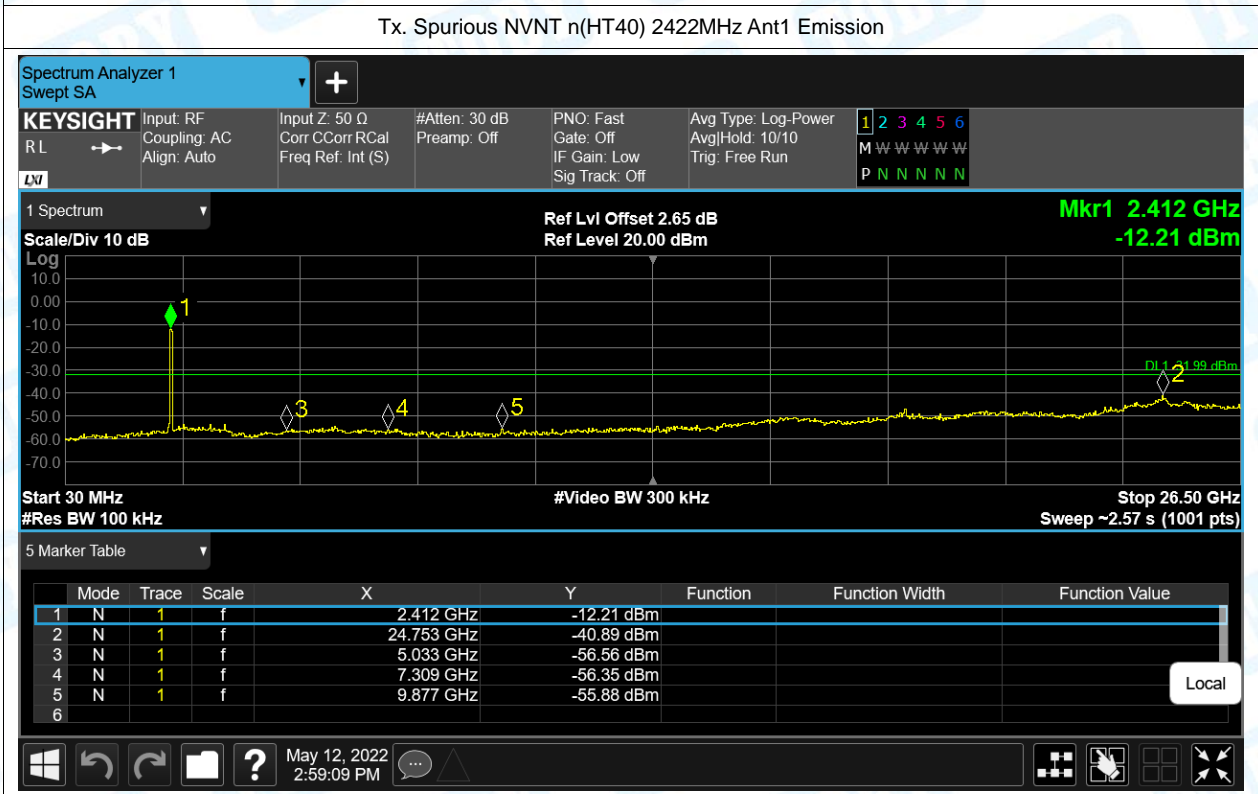 Tx. Spurious NVNT n(HT40) 2422MHz Ant1 Emission
Spectrum Analyzer 1
Swept SA
+
KEYSIGHT Input: RF Input Z: 50 Ω #Atten: 30 dB PNO: Fast Avg Type: Log-Power 1 2 3 4 5 6
R L Coupling: AC Corr CCorr RCal Preamp: Off Gate: Off Avg|Hold: 10/10 M W W W W W
Align: Auto Freq Ref: Int (S) IF Gain: Low Trig: Free Run
LXI Sig Track: Off P N N N N N
1 Spectrum Ref Lvl Offset 2.65 dB Mkr1 2.412 GHz
Scale/Div 10 dB Ref Level 20.00 dBm -12.21 dBm
Log
10.0
0.00 1
-10.0
-20.0
-30.0 DL1 -31.99 dBm
-40.0 2
-50.0 3 4 5
-60.0
-70.0
Start 30 MHz #Video BW 300 kHz Stop 26.50 GHz
#Res BW 100 kHz Sweep ~2.57 s (1001 pts)
5 Marker Table
Mode Trace Scale X Y Function Function Width Function Value
1 N 1 f 2.412 GHz -12.21 dBm
2 N 1 f 24.753 GHz -40.89 dBm
3 N 1 f 5.033 GHz -56.56 dBm
4 N 1 f 7.309 GHz -56.35 dBm
5 N 1 f 9.877 GHz -55.88 dBm
6
Local
? May 12, 2022
2:59:09 PM